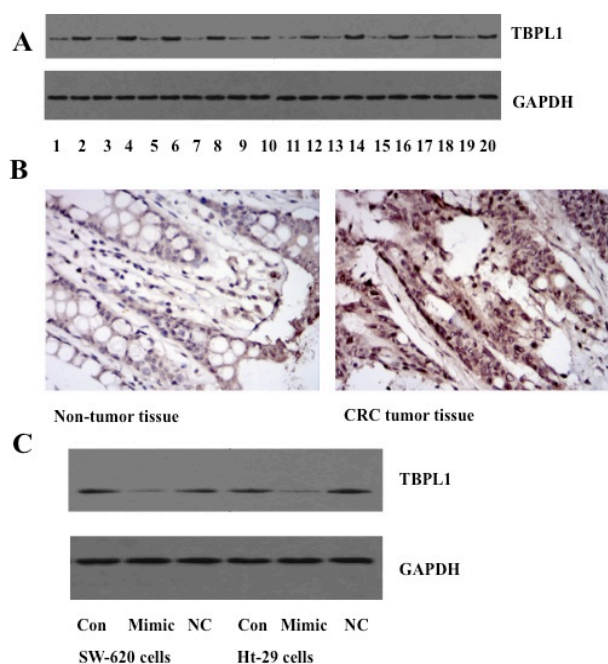 A
TBPL1
GAPDH
1 2 3 4 5 6 7 8 9 10 11 12 13 14 15 16 17 18 19 20
B
Non-tumor tissue
CRC tumor tissue
C
TBPL1
GAPDH
Con Mimic NC Con Mimic NC
SW-620 cells Ht-29 cells